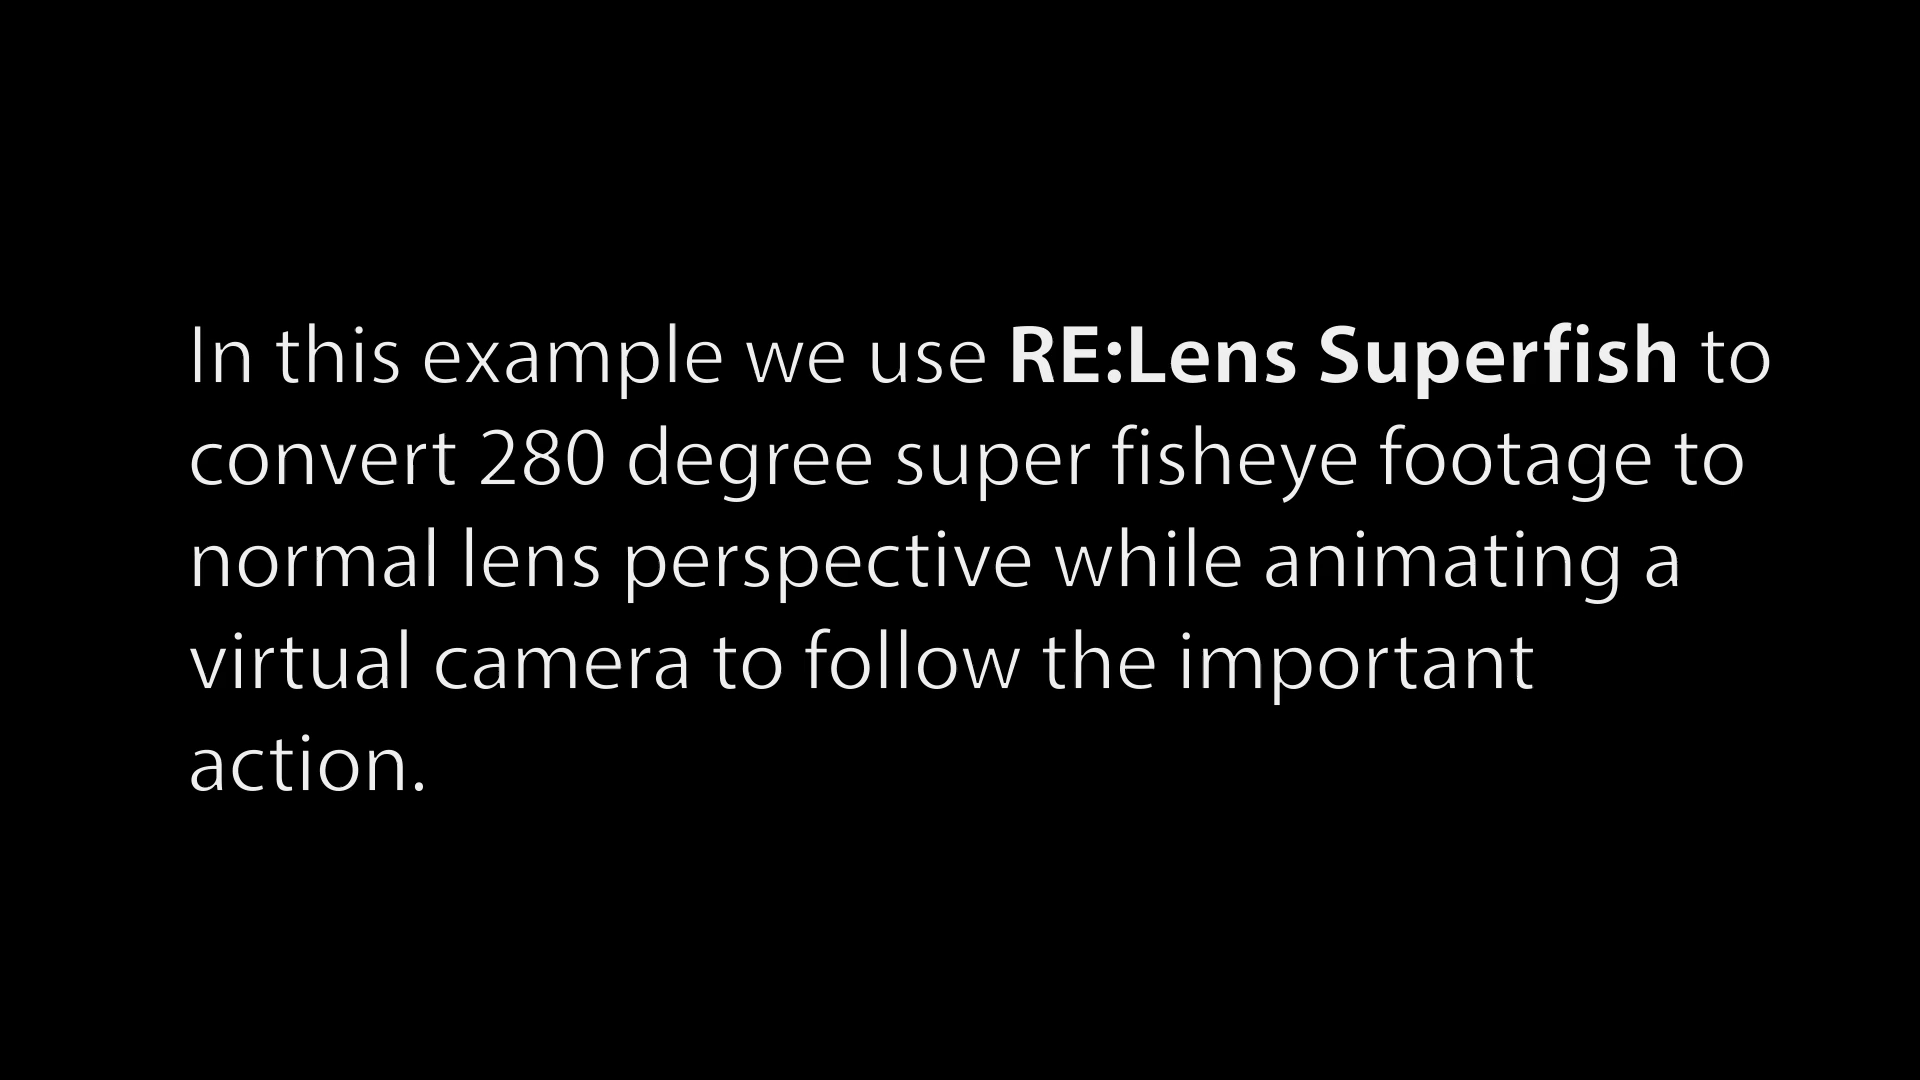 In this example we use RE:Lens Superfish to
convert 280 degree super fisheye footage to
normal lens perspective while animating a
virtual camera to follow the important
action.